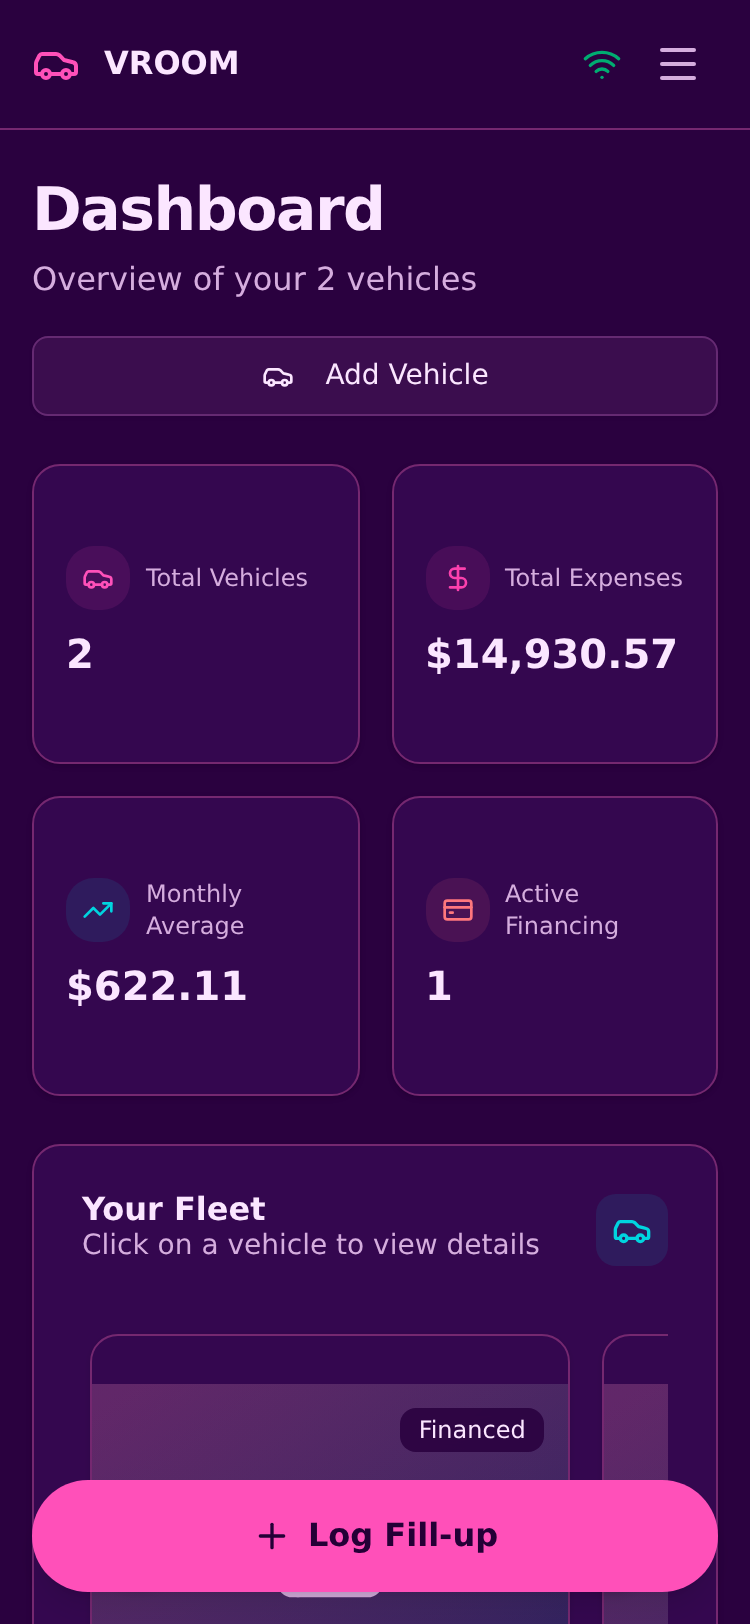 VROOM
Dashboard
Overview of your 2 vehicles
Add Vehicle
Total Vehicles
2
Total Expenses
$14,930.57
Monthly
Average
$622.11
Active
Financing
1
Your Fleet
Click on a vehicle to view details
Financed
Log Fill-up